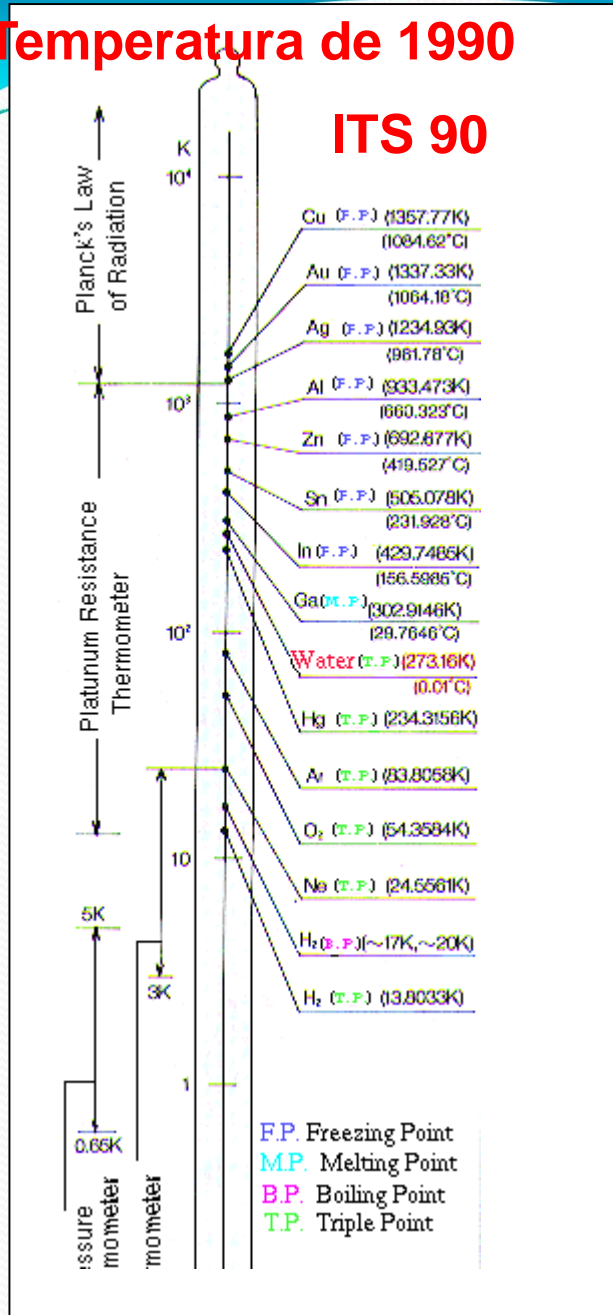 Temperatura de 1990
ITS 90
Planck's Law
of Radiation
Platunum Resistance
Thermometer
K
10⁴
10³
10²
10
1
5K
0.65K
3K
Cu (F.P.) (1357.77K)
(1084.62°C)
Au (F.P.) (1337.33K)
(1064.18°C)
Ag (F.P.) (1234.93K)
(961.78°C)
Al (F.P.) (933.473K)
(660.323°C)
Zn (F.P.) (692.677K)
(419.527°C)
Sn (F.P.) (505.078K)
(231.928°C)
In (F.P.) (429.7485K)
(156.5985°C)
Ga (M.P.) (302.9146K)
(29.7646°C)
Water (T.P.) (273.16K)
(0.01°C)
Hg (T.P.) (234.3156K)
Ar (T.P.) (83.8058K)
O₂ (T.P.) (54.3584K)
Ne (T.P.) (24.5561K)
H₂ (B.P.) (~17K, ~20K)
H₂ (T.P.) (13.8033K)
F.P. Freezing Point
M.P. Melting Point
B.P. Boiling Point
T.P. Triple Point
ssure
mometer
mometer